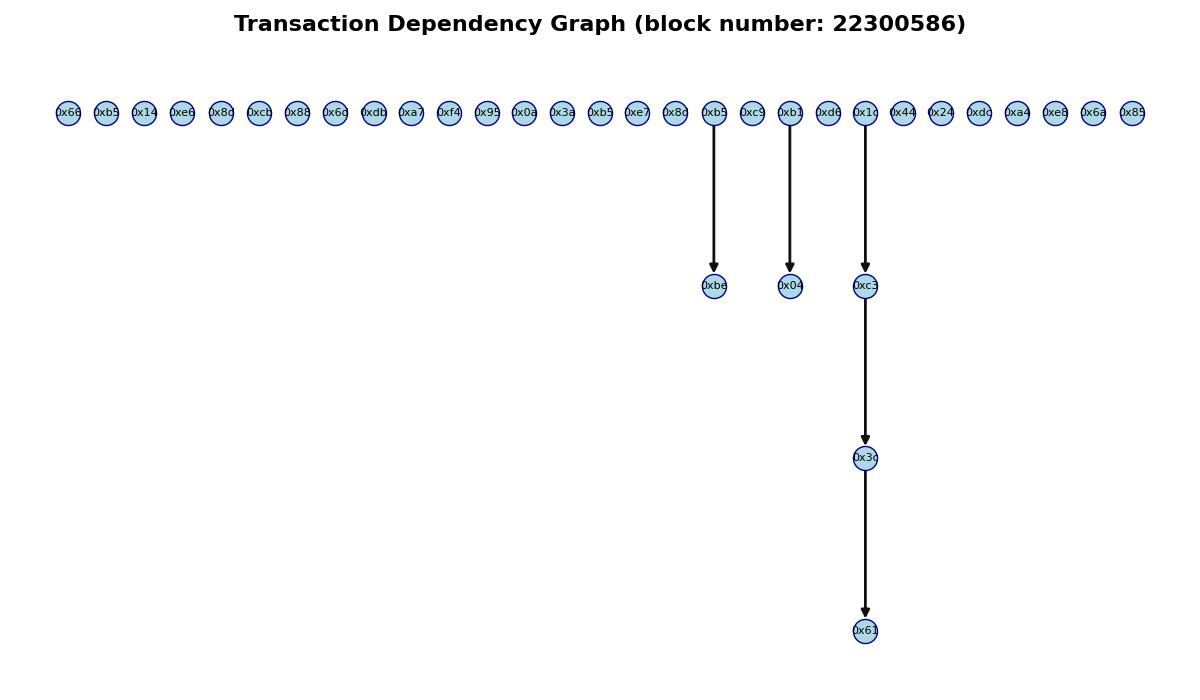 Transaction Dependency Graph (block number: 22300586)
0x66 0xb5 0x14 0xe6 0x8d 0xcb 0x88 0x6d 0xdb 0xa7 0xf4 0x95 0x0a 0x3a 0xb5 0xe7 0x8d 0xb5 0xc9 0xb1 0xd6 0x1c 0x44 0x24 0xdc 0xa4 0xe8 0x6a 0x85
0xbe 0x04 0xc3
0x3c
0x61